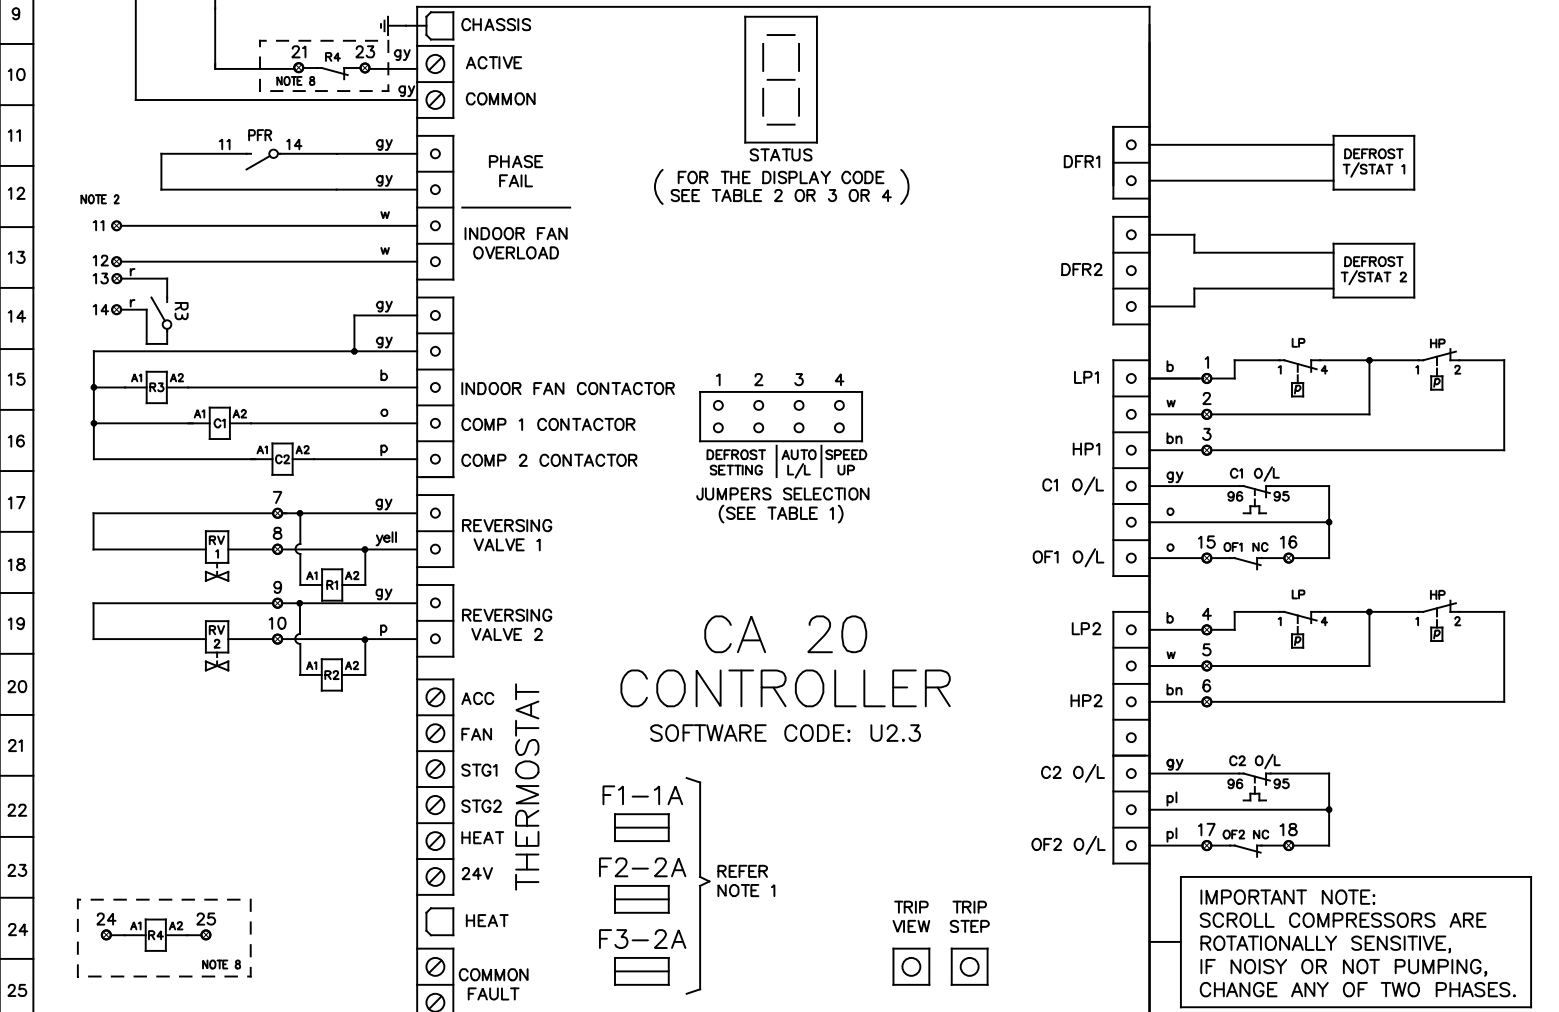 9
10
11
12
13
14
15
16
17
18
19
20
21
22
23
24
25
CHASSIS
21 R4 23 gy
NOTE 8
ACTIVE
gy
COMMON
11 PFR 14 gy
gy
PHASE
FAIL
NOTE 2
11 w
12 w
INDOOR FAN
OVERLOAD
13 r
14 r
R3
gy
gy
A1 R3 A2 b
INDOOR FAN CONTACTOR
A1 C1 A2 o
COMP 1 CONTACTOR
A1 C2 A2 p
COMP 2 CONTACTOR
7 gy
RV
1
8 yell
A1 R1 A2
REVERSING
VALVE 1
9 gy
RV
2
10 p
A1 R2 A2
REVERSING
VALVE 2
ACC
FAN
STG1
STG2
HEAT
24V
THERMOSTAT
HEAT
COMMON
FAULT
24 A1 R4 A2 25
NOTE 8
STATUS
( FOR THE DISPLAY CODE )
SEE TABLE 2 OR 3 OR 4
1 2 3 4
DEFROST
SETTING
AUTO
L/L
SPEED
UP
JUMPERS SELECTION
(SEE TABLE 1)
CA 20
CONTROLLER
SOFTWARE CODE: U2.3
F1-1A
F2-2A
F3-2A
REFER
NOTE 1
TRIP
VIEW
TRIP
STEP
DFR1
DEFROST
T/STAT 1
DFR2
DEFROST
T/STAT 2
LP1 b 1
LP
1 4
P
HP
1 2
P
w 2
HP1 bn 3
C1 O/L gy
C1 O/L
96 95
o
OF1 O/L o 15 OF1 NC 16
LP2 b 4
LP
1 4
P
HP
1 2
P
w 5
HP2 bn 6
C2 O/L gy
C2 O/L
96 95
pl
OF2 O/L pl 17 OF2 NC 18
IMPORTANT NOTE:
SCROLL COMPRESSORS ARE
ROTATIONALLY SENSITIVE,
IF NOISY OR NOT PUMPING,
CHANGE ANY OF TWO PHASES.